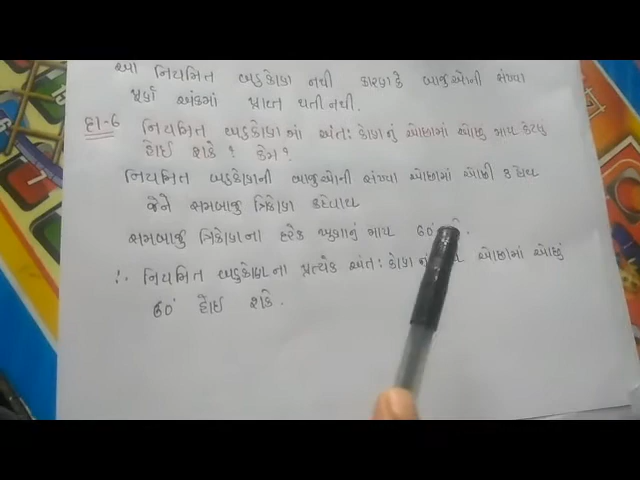 આ નિયમિત બહુકોણ નથી કારણકે બાજુઓની સંખ્યા
પૂર્ણ અંકમાં પ્રાપ્ત થતી નથી.
દા-6 નિયમિત બહુકોણમાં અંત:કોણનું ઓછામાં ઓછુ માપ કેટલુ
હોઈ શકે ? કેમ ?
નિયમિત બહુકોણની બાજુઓની સંખ્યા ઓછામાં ઓછી 3 હોય
જેને સમબાજુ ત્રિકોણ કહેવાય
સમબાજુ ત્રિકોણના દરેક ખુણાનું માપ 60°
∴ નિયમિત બહુકોણના પ્રત્યેક અંત:કોણનું ઓછામાં ઓછું
60° હોઈ શકે.